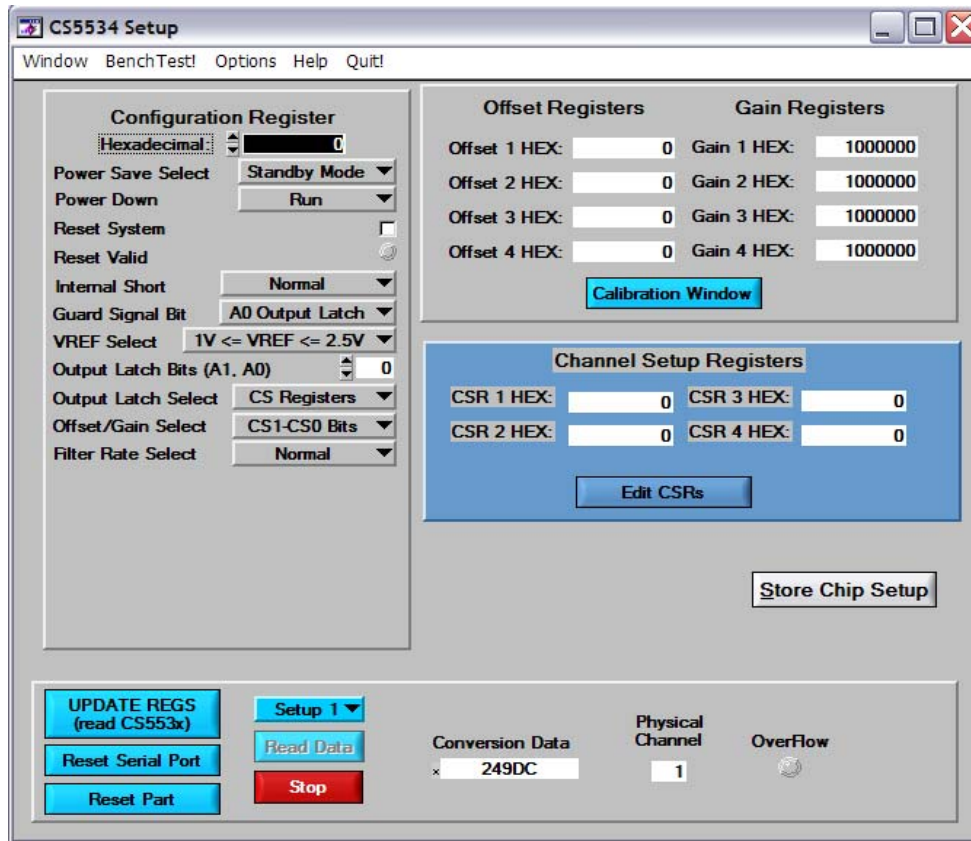 CS5534 Setup
Window BenchTest! Options Help Quit!
Configuration Register
Hexadecimal: 0
Power Save Select Standby Mode
Power Down Run
Reset System
Reset Valid
Internal Short Normal
Guard Signal Bit A0 Output Latch
VREF Select 1V <= VREF <= 2.5V
Output Latch Bits (A1, A0) 0
Output Latch Select CS Registers
Offset/Gain Select CS1-CS0 Bits
Filter Rate Select Normal
Offset Registers Gain Registers
Offset 1 HEX: 0 Gain 1 HEX: 1000000
Offset 2 HEX: 0 Gain 2 HEX: 1000000
Offset 3 HEX: 0 Gain 3 HEX: 1000000
Offset 4 HEX: 0 Gain 4 HEX: 1000000
Calibration Window
Channel Setup Registers
CSR 1 HEX: 0 CSR 3 HEX: 0
CSR 2 HEX: 0 CSR 4 HEX: 0
Edit CSRs
Store Chip Setup
UPDATE REGS
(read CS553x)
Reset Serial Port
Reset Part
Setup 1
Read Data
Stop
Conversion Data
x 249DC
Physical
Channel
1
OverFlow